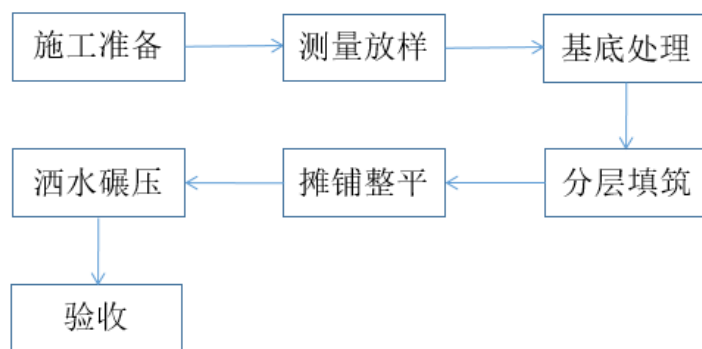 施工准备
测量放样
基底处理
分层填筑
摊铺整平
洒水碾压
验收